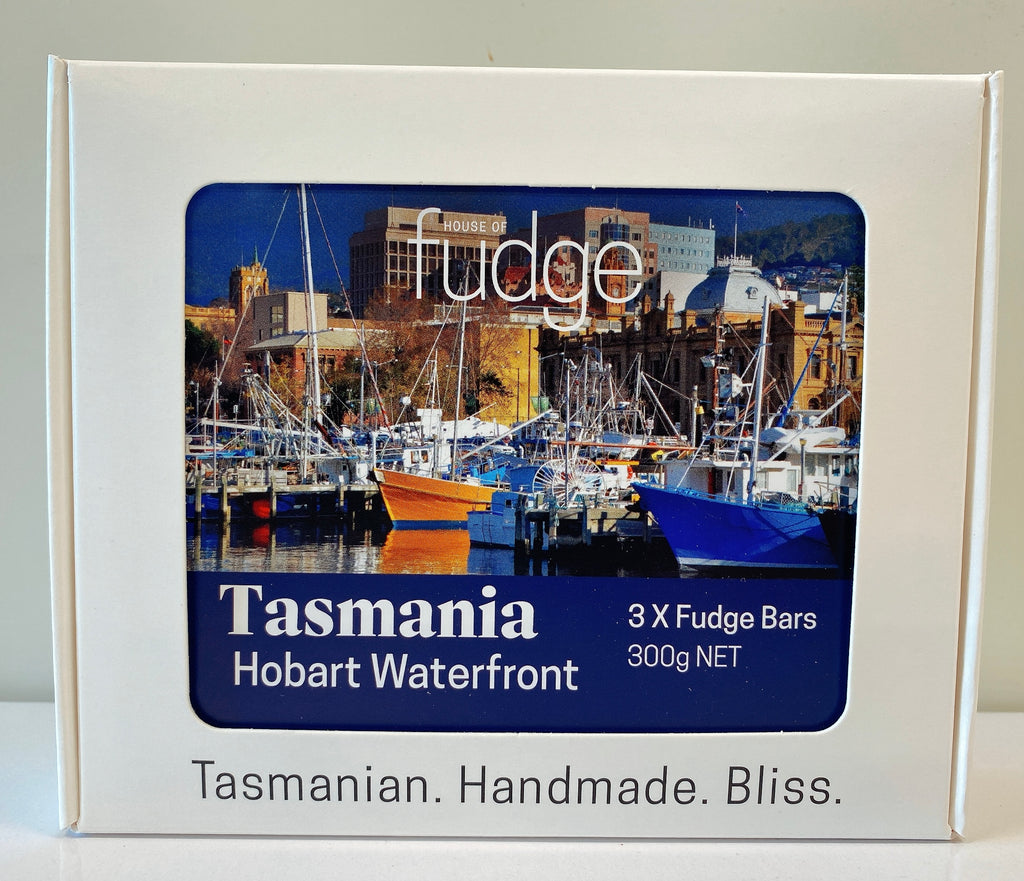 HOUSE OF
fudge
Tasmania
Hobart Waterfront
3 X Fudge Bars
300g NET
Tasmanian. Handmade. Bliss.